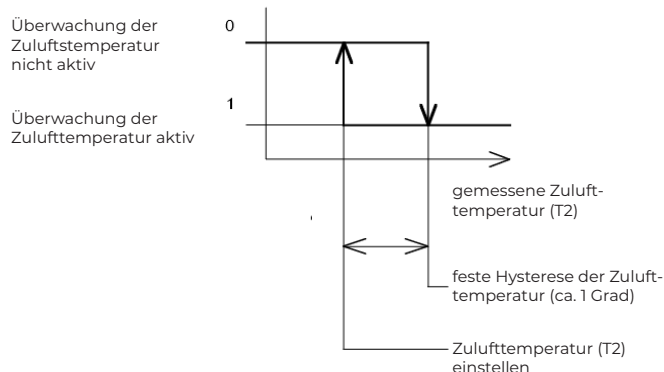 Überwachung der
Zuluftstemperatur
nicht aktiv
0
Überwachung der
Zulufttemperatur aktiv
1
gemessene Zuluft-
temperatur (T2)
feste Hysterese der Zuluft-
temperatur (ca. 1 Grad)
Zulufttemperatur (T2)
einstellen